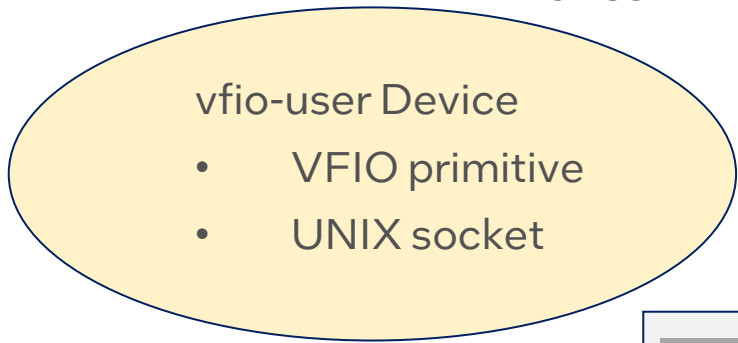 vfio-user Device
• VFIO primitive
• UNIX socket